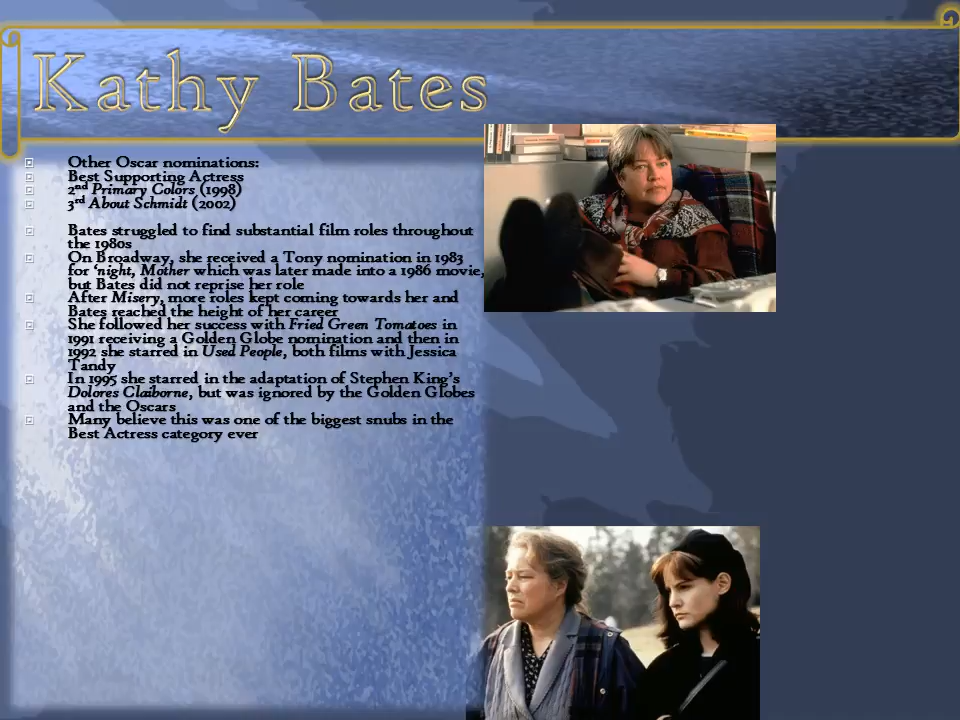 Kathy Bates
Other Oscar nominations:
Best Supporting Actress
2nd Primary Colors (1998)
3rd About Schmidt (2002)
Bates struggled to find substantial film roles throughout
the 1980s
On Broadway, she received a Tony nomination in 1983
for ‘night, Mother which was later made into a 1986 movie,
but Bates did not reprise her role
After Misery, more roles kept coming towards her and
Bates reached the height of her career
She followed her success with Fried Green Tomatoes in
1991 receiving a Golden Globe nomination and then in
1992 she starred in Used People, both films with Jessica
Tandy
In 1995 she starred in the adaptation of Stephen King’s
Dolores Claiborne, but was ignored by the Golden Globes
and the Oscars
Many believe this was one of the biggest snubs in the
Best Actress category ever